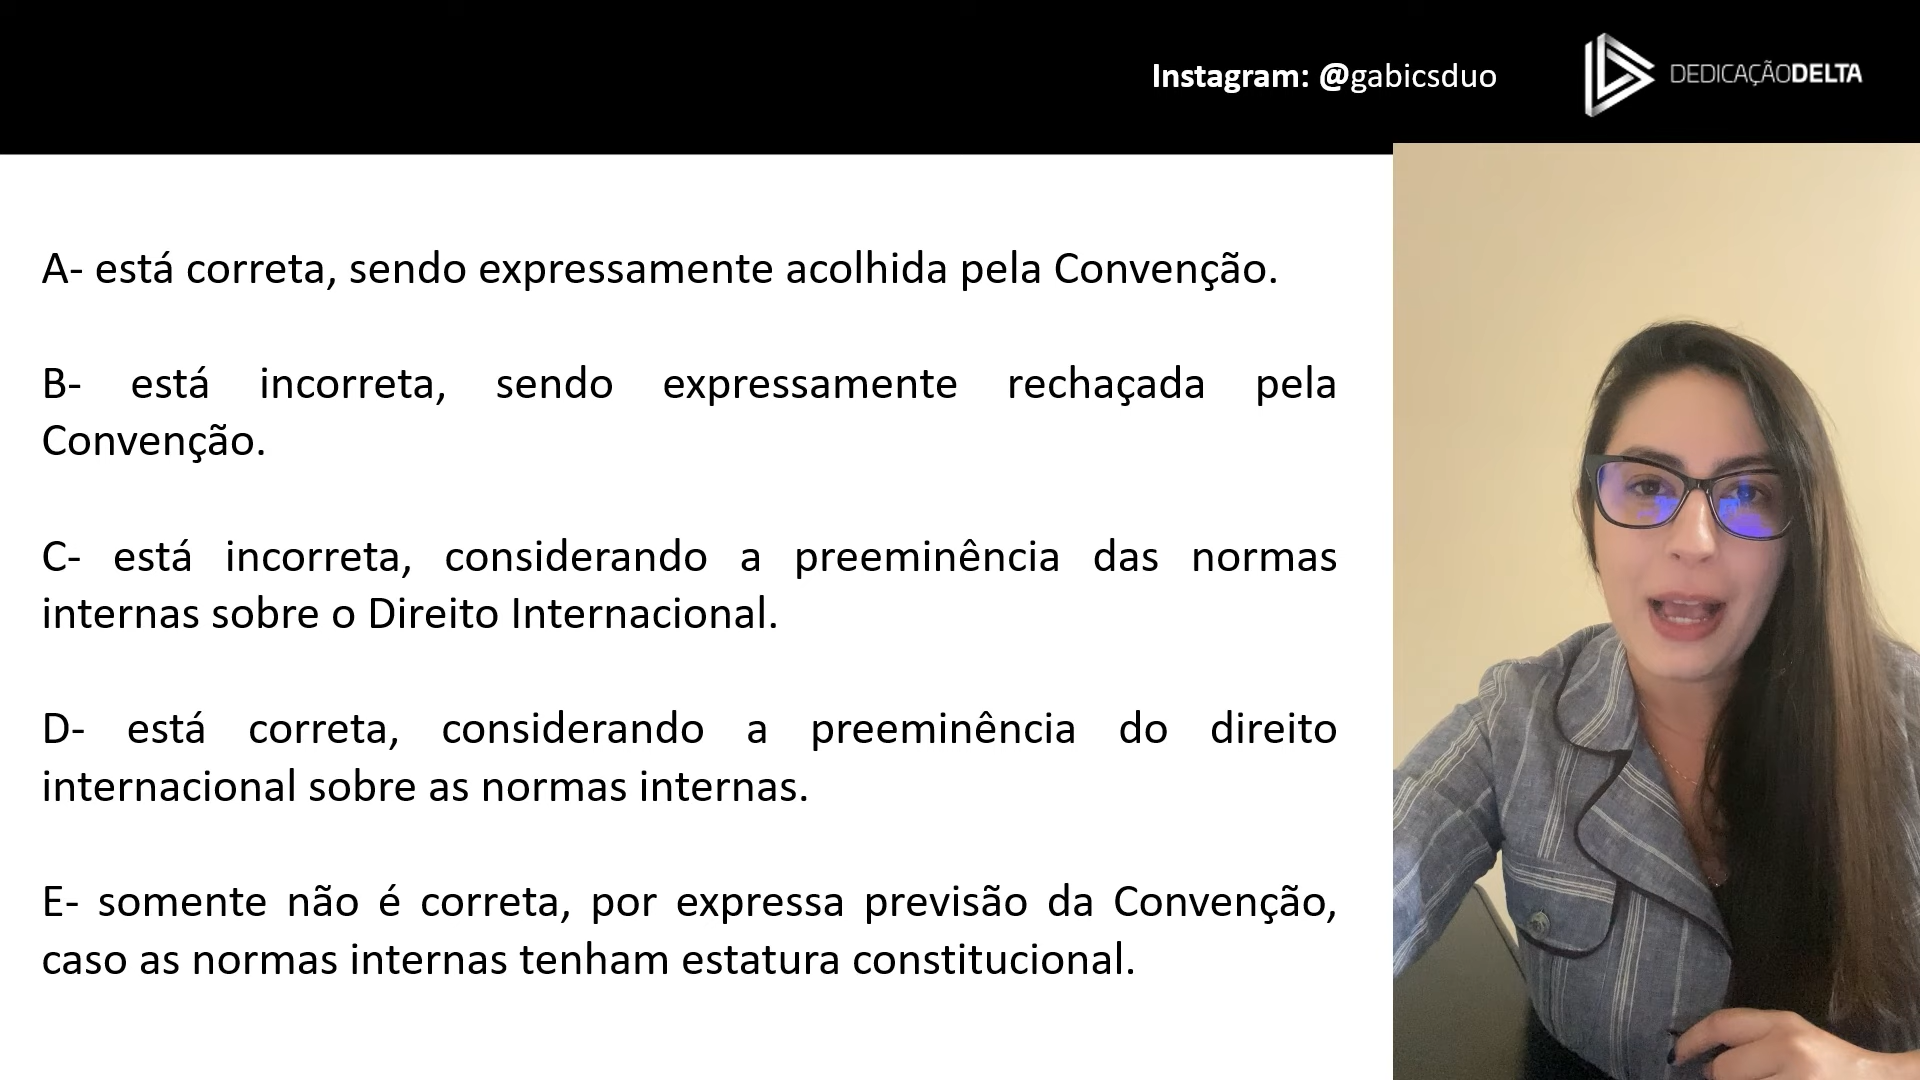 Instagram: @gabicsduo
DEDICAÇÃODELTA
A- está correta, sendo expressamente acolhida pela Convenção.
B- está incorreta, sendo expressamente rechaçada pela
Convenção.
C- está incorreta, considerando a preeminência das normas
internas sobre o Direito Internacional.
D- está correta, considerando a preeminência do direito
internacional sobre as normas internas.
E- somente não é correta, por expressa previsão da Convenção,
caso as normas internas tenham estatura constitucional.